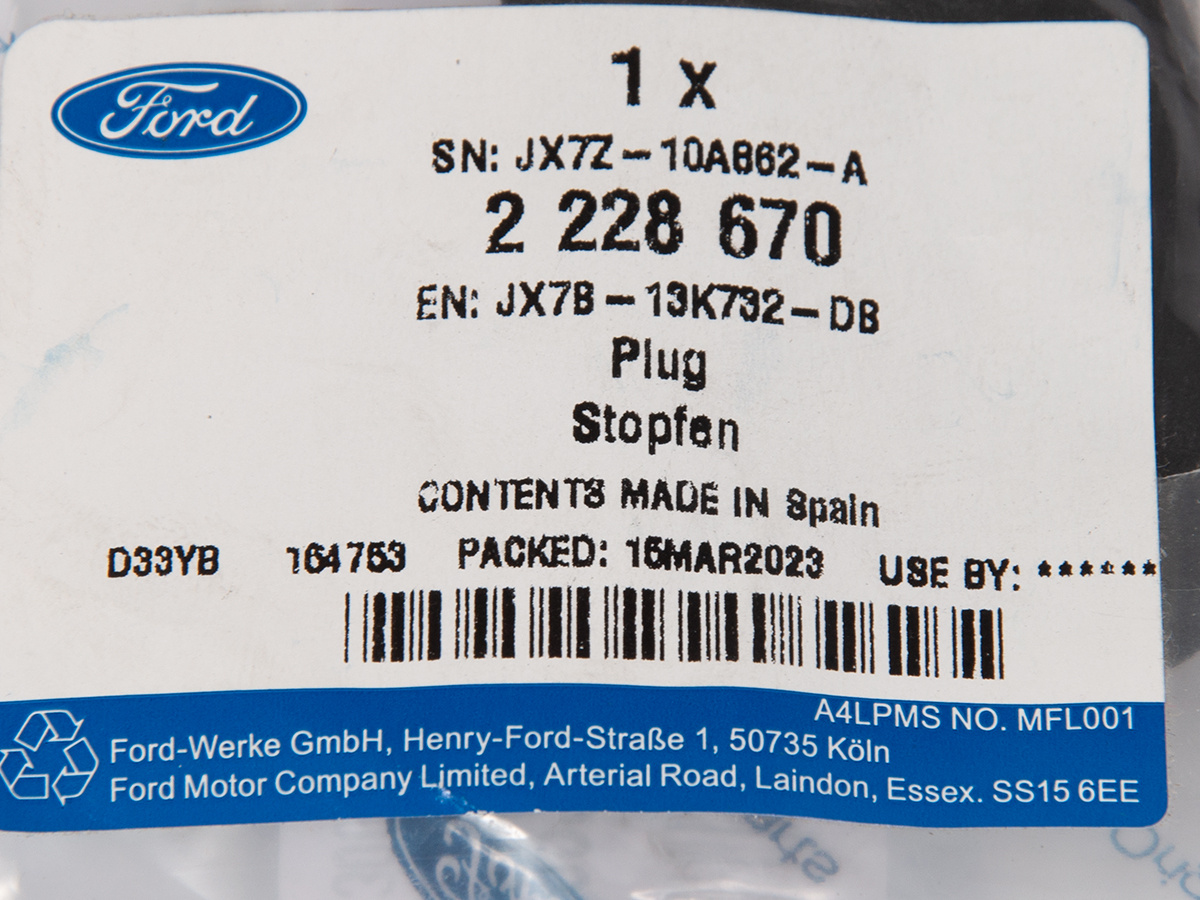 Ford
1 x
SN: JX7Z-10A862-A
2 228 670
EN: JX7B-13K732-DB
Plug
Stopfen
CONTENTS MADE IN Spain
D33YB 164753 PACKED: 15MAR2023 USE BY: ******
A4LPMS NO. MFL001
Ford-Werke GmbH, Henry-Ford-Straße 1, 50735 Köln
Ford Motor Company Limited, Arterial Road, Laindon, Essex. SS15 6EE